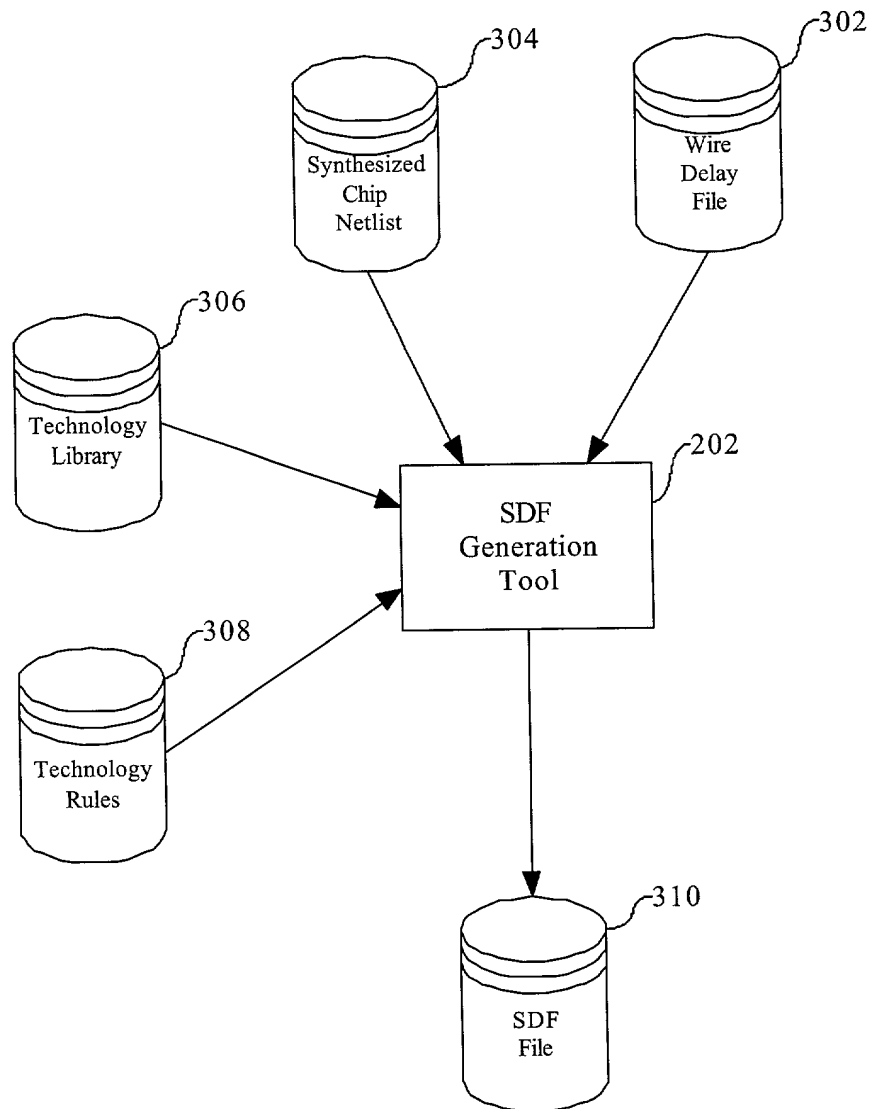 304
302
Synthesized
Chip
Netlist
Wire
Delay
File
306
Technology
Library
202
SDF
Generation
Tool
308
Technology
Rules
310
SDF
File